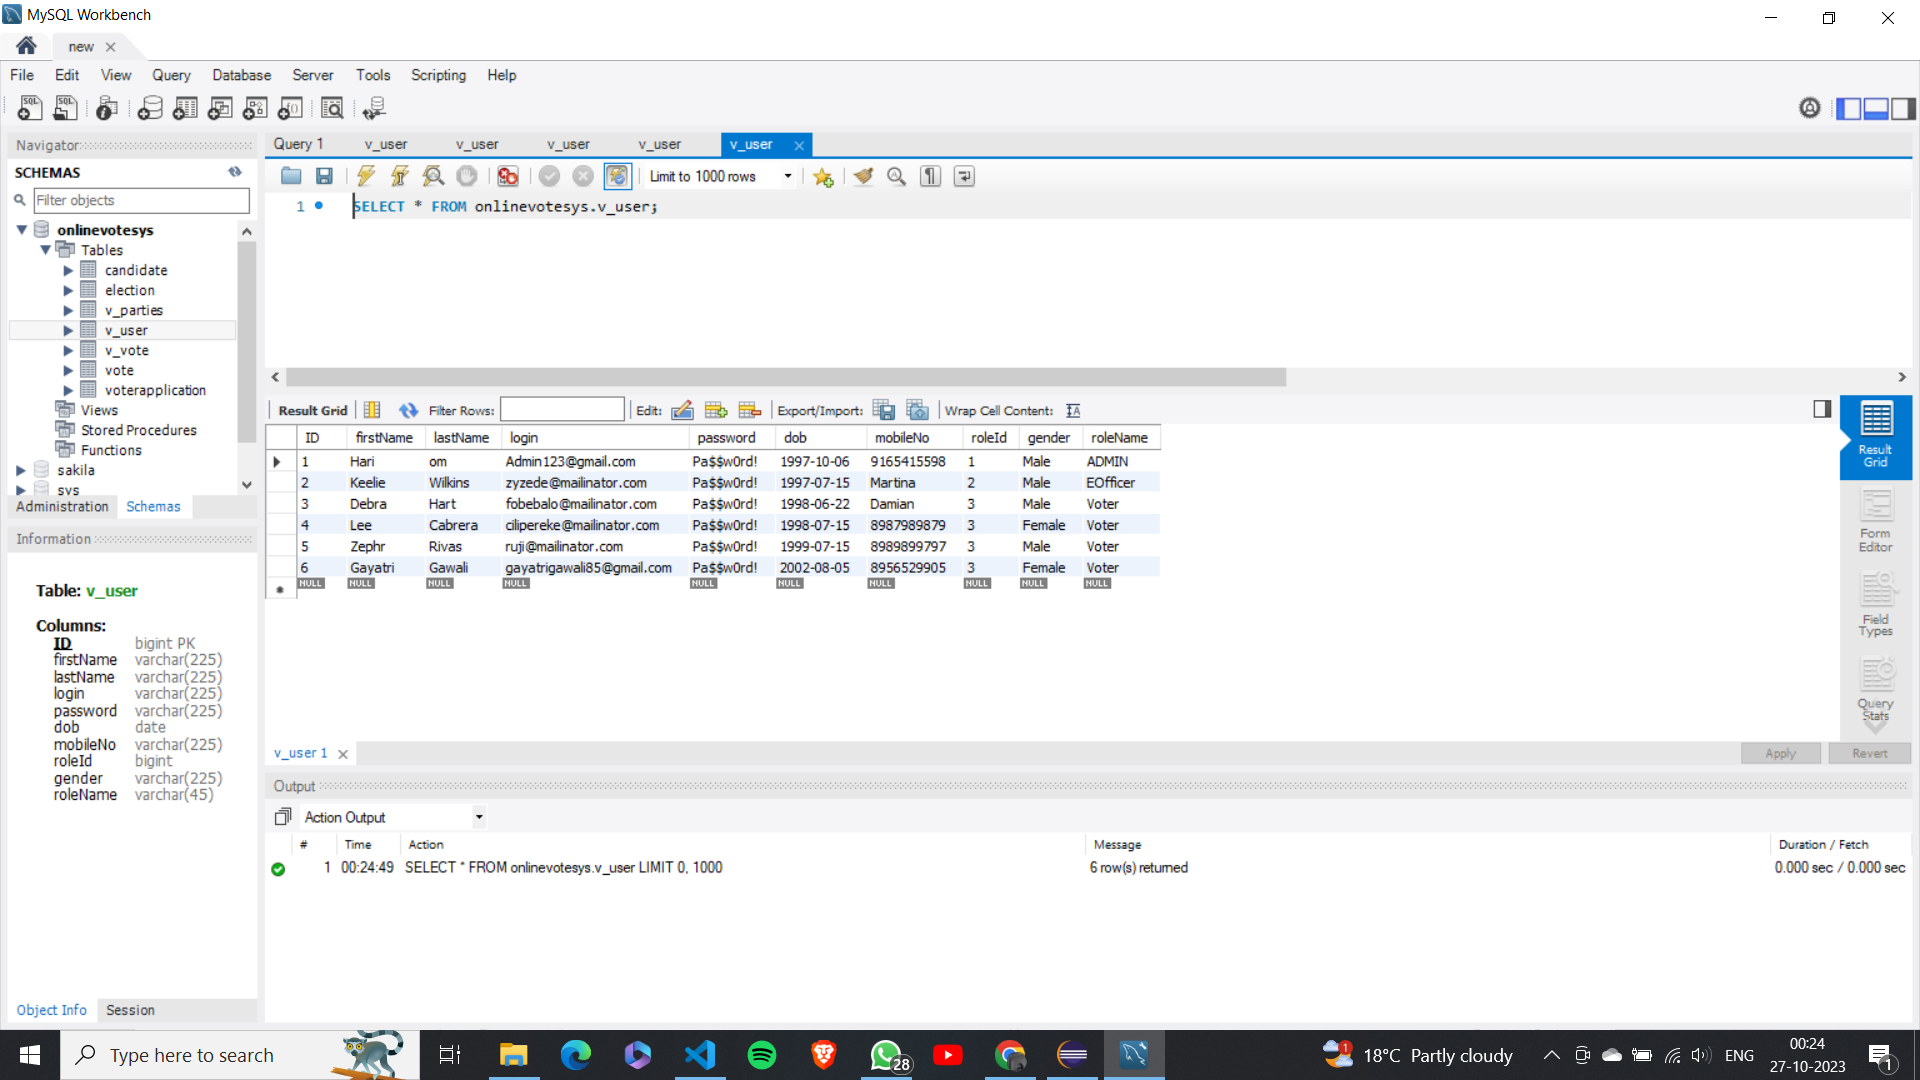 MySQL Workbench
new
File Edit View Query Database Server Tools Scripting Help
Navigator
SCHEMAS
Filter objects
onlinevotesys
Tables
candidate
election
v_parties
v_user
v_vote
vote
voterapplication
Views
Stored Procedures
Functions
sakila
sys
Administration Schemas
Information
Table: v_user
Columns:
ID bigint PK
firstName varchar(225)
lastName varchar(225)
login varchar(225)
password varchar(225)
dob date
mobileNo varchar(225)
roleId bigint
gender varchar(225)
roleName varchar(45)
Object Info Session
Query 1 v_user v_user v_user v_user v_user
Limit to 1000 rows
1 SELECT * FROM onlinevotesys.v_user;
Result Grid Filter Rows: Edit: Export/Import: Wrap Cell Content:
ID firstName lastName login password dob mobileNo roleId gender roleName
1 Hari om Admin123@gmail.com Pa$$w0rd! 1997-10-06 9165415598 1 Male ADMIN
2 Keelie Wilkins zyzede@mailinator.com Pa$$w0rd! 1997-07-15 Martina 2 Male EOfficer
3 Debra Hart fobebalo@mailinator.com Pa$$w0rd! 1998-06-22 Damian 3 Male Voter
4 Lee Cabrera cilipereke@mailinator.com Pa$$w0rd! 1998-07-15 8987989879 3 Female Voter
5 Zephr Rivas ruji@mailinator.com Pa$$w0rd! 1999-07-15 8989899797 3 Male Voter
6 Gayatri Gawali gayatrigawali85@gmail.com Pa$$w0rd! 2002-08-05 8956529905 3 Female Voter
NULL NULL NULL NULL NULL NULL NULL NULL NULL NULL
Result
Grid
Form
Editor
Field
Types
Query
Stats
v_user 1
Apply Revert
Output
Action Output
# Time Action Message Duration / Fetch
1 00:24:49 SELECT * FROM onlinevotesys.v_user LIMIT 0, 1000 6 row(s) returned 0.000 sec / 0.000 sec
Type here to search
28
1
18°C Partly cloudy
ENG
00:24
27-10-2023
1